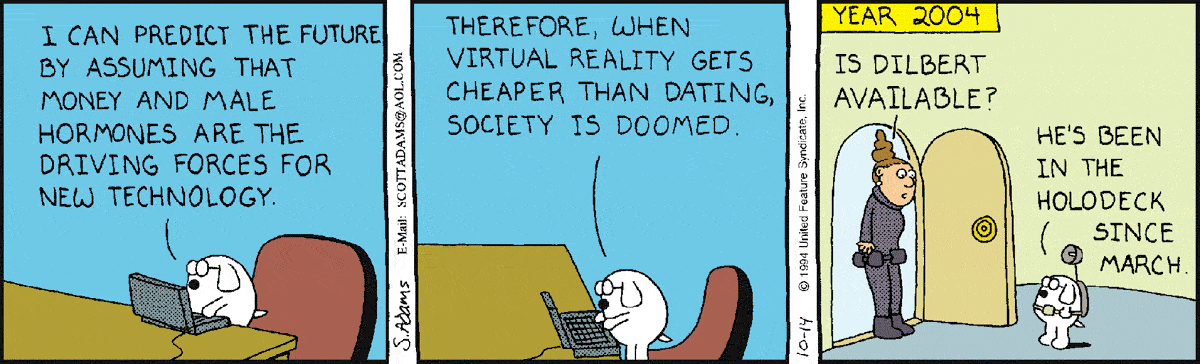 I CAN PREDICT THE FUTURE
BY ASSUMING THAT
MONEY AND MALE
HORMONES ARE THE
DRIVING FORCES FOR
NEW TECHNOLOGY.
S.Adams E-Mail: SCOTTADAMS@AOL.COM
THEREFORE, WHEN
VIRTUAL REALITY GETS
CHEAPER THAN DATING,
SOCIETY IS DOOMED.
10-14 © 1994 United Feature Syndicate, Inc.
YEAR 2004
IS DILBERT
AVAILABLE?
HE'S BEEN
IN THE
HOLODECK
SINCE
MARCH.